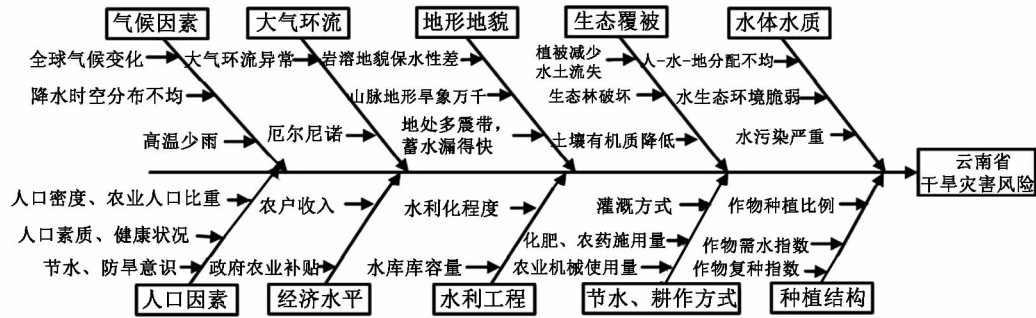 气候因素
大气环流
地形地貌
生态覆被
水体水质
全球气候变化
大气环流异常
岩溶地貌保水性差
植被减少
水土流失
人-水-地分配不均
降水时空分布不均
山脉地形旱象万千
生态林破坏
水生态环境脆弱
高温少雨
厄尔尼诺
地处多震带，
蓄水漏得快
土壤有机质降低
水污染严重
云南省
干旱灾害风险
人口密度、农业人口比重
农户收入
水利化程度
灌溉方式
作物种植比例
人口素质、健康状况
化肥、农药施用量
作物需水指数
节水、防旱意识
政府农业补贴
水库库容量
农业机械使用量
作物复种指数
人口因素
经济水平
水利工程
节水、耕作方式
种植结构